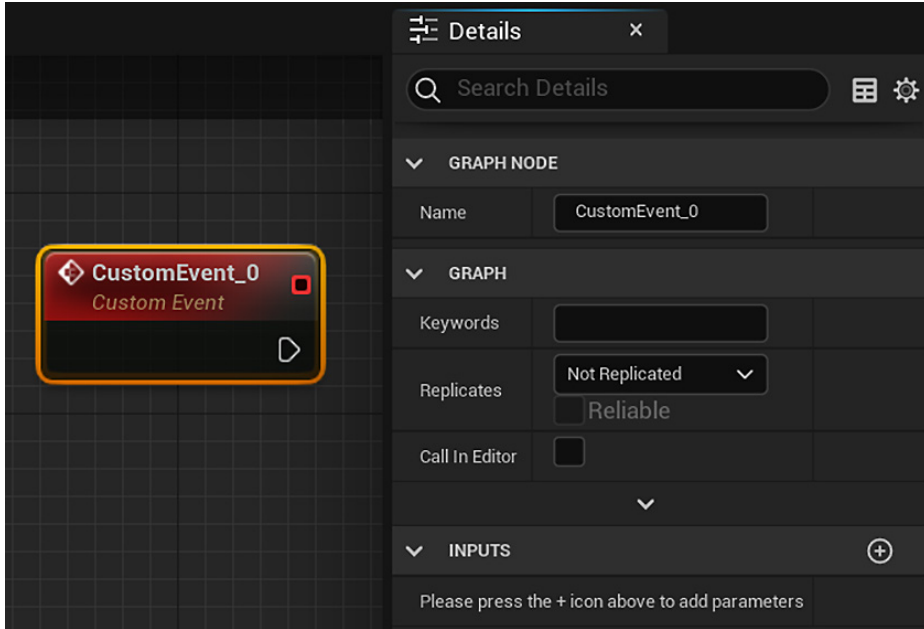 Details
Search Details
GRAPH NODE
Name
CustomEvent_0
CustomEvent_0
Custom Event
GRAPH
Keywords
Replicates
Not Replicated
Reliable
Call In Editor
INPUTS
Please press the + icon above to add parameters